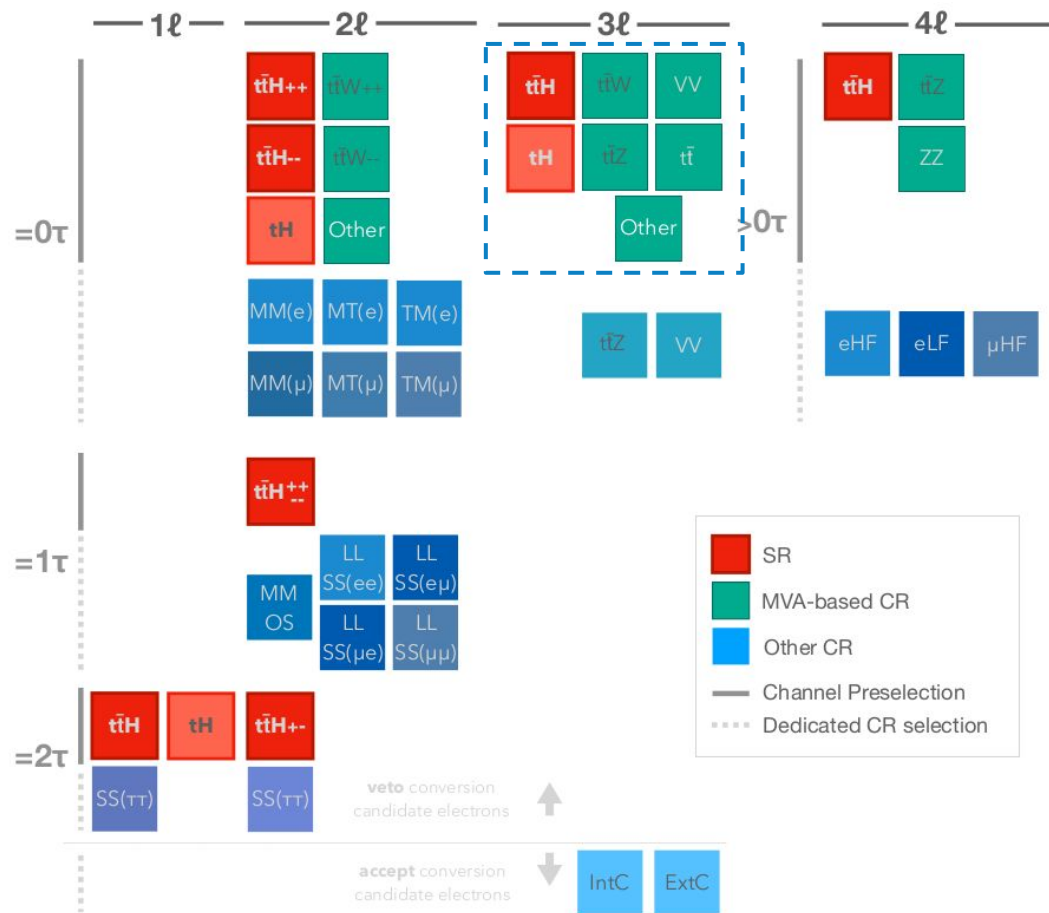 1ℓ 2ℓ 3ℓ 4ℓ
tt̄H++ tt̄W++ tt̄H tt̄W VV tt̄H tt̄Z
tt̄H-- tt̄W-- tH tt̄Z tt̄ ZZ
=0τ tH Other Other >0τ
MM(e) MT(e) TM(e) tt̄Z VV eHF eLF μHF
MM(μ) MT(μ) TM(μ)
tt̄H++
--
=1τ
LL LL
SS(ee) SS(eμ)
MM
OS
LL LL
SS(μe) SS(μμ)
SR
MVA-based CR
Other CR
Channel Preselection
Dedicated CR selection
=2τ tt̄H tH tt̄H+-
SS(ττ) SS(ττ)
veto conversion
candidate electrons
accept conversion
candidate electrons
IntC ExtC